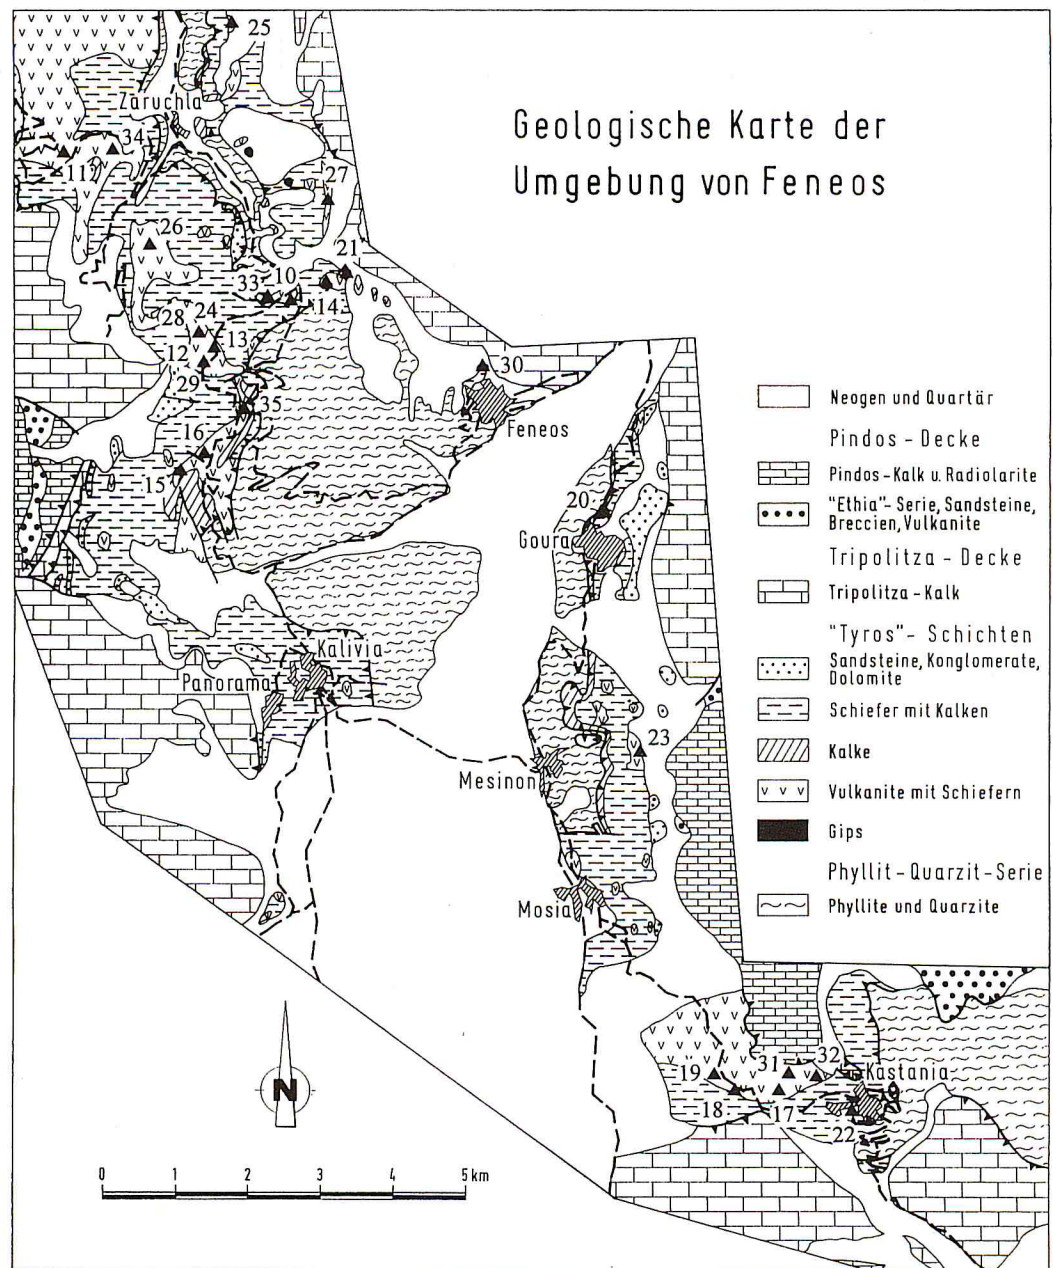 Geologische Karte der
Umgebung von Feneos
25
Zaruchla
34
11
27
26
21
33
10
14
28
24
13
12
30
29
35
Feneos
16
15
20
Goura
Kalivia
Panorama
23
Mesinon
Mosia
19
31
32
Kastania
18
17
22
N
0 1 2 3 4 5 km
Neogen und Quartär
Pindos - Decke
Pindos-Kalk u. Radiolarite
"Ethia"- Serie, Sandsteine,
Breccien, Vulkanite
Tripolitza - Decke
Tripolitza-Kalk
"Tyros"- Schichten
Sandsteine, Konglomerate,
Dolomite
Schiefer mit Kalken
Kalke
v v v
Vulkanite mit Schiefern
Gips
Phyllit-Quarzit-Serie
Phyllite und Quarzite